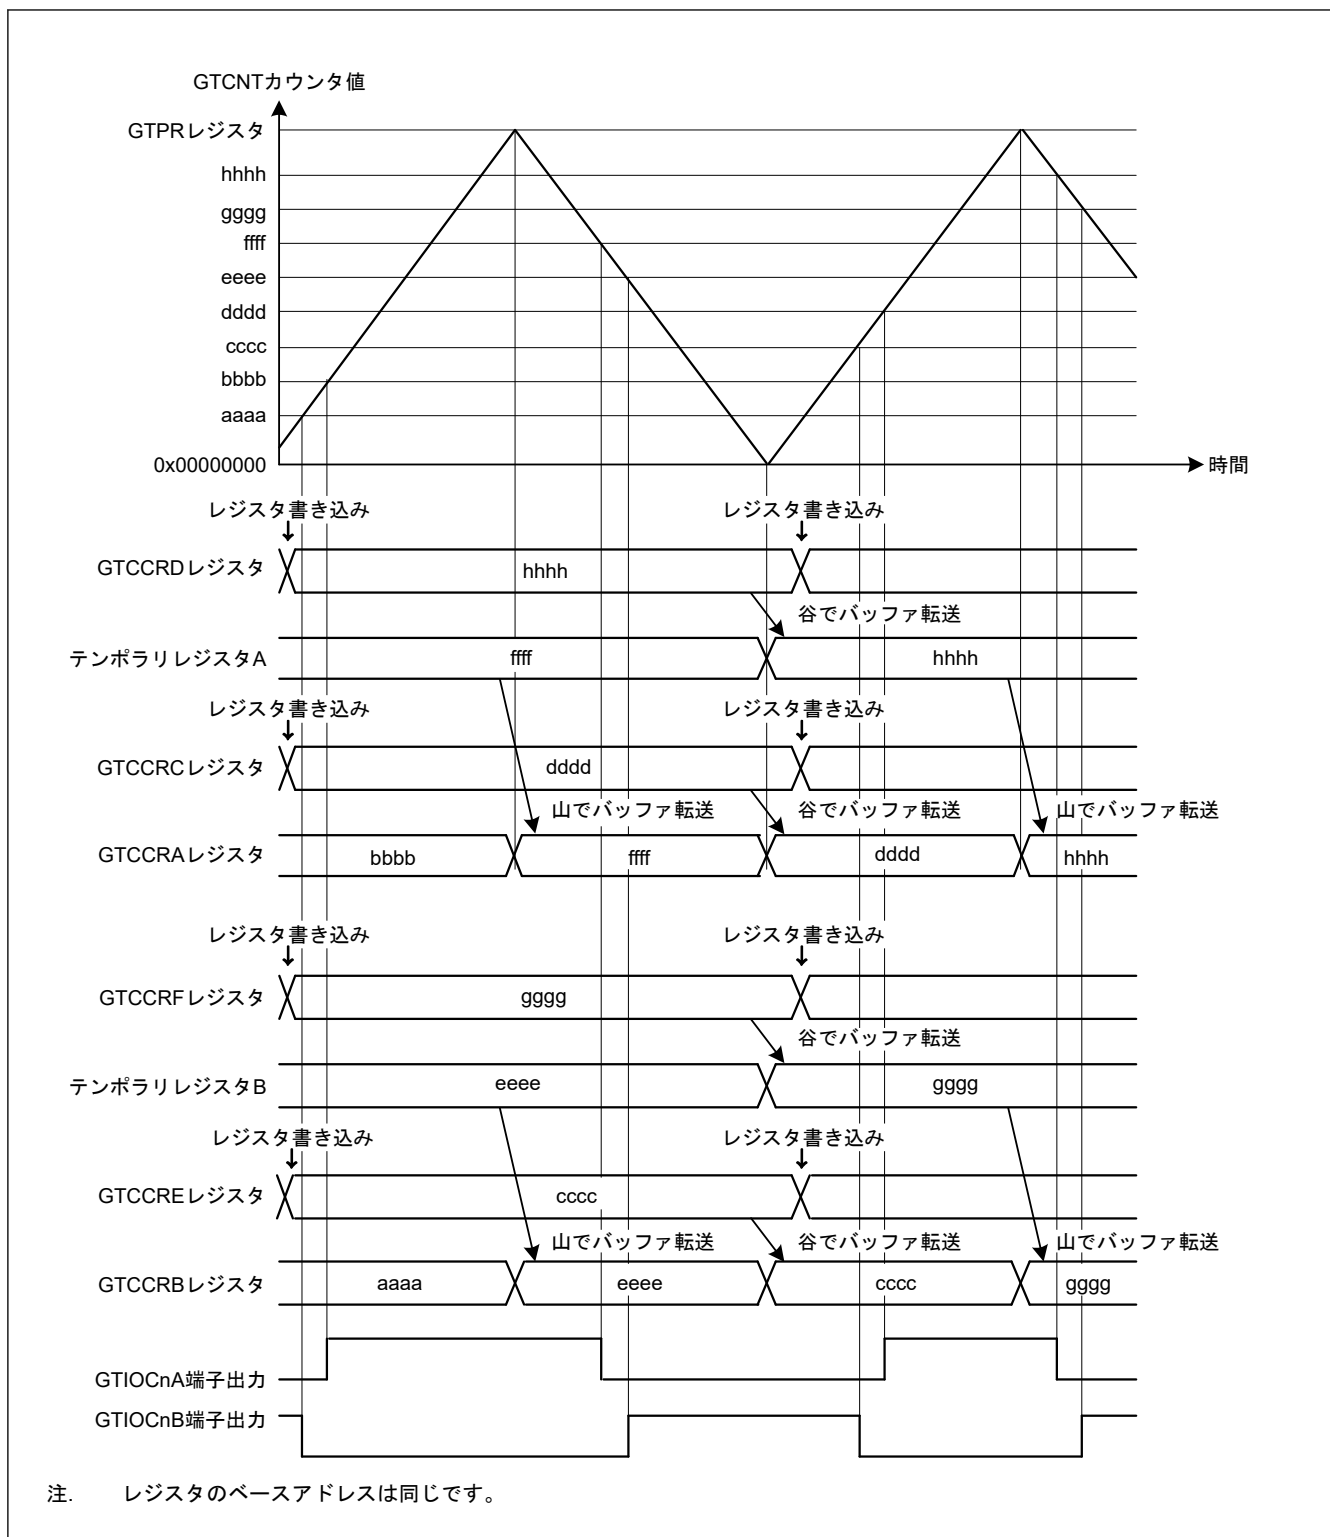 GTCNTカウンタ値
GTPRレジスタ
hhhh
gggg
ffff
eeee
dddd
cccc
bbbb
aaaa
0x00000000
時間
レジスタ書き込み レジスタ書き込み
GTCCRDレジスタ hhhh
谷でバッファ転送
テンポラリレジスタA ffff hhhh
レジスタ書き込み レジスタ書き込み
GTCCRCレジスタ dddd
山でバッファ転送 谷でバッファ転送 山でバッファ転送
GTCCRAレジスタ bbbb ffff dddd hhhh
レジスタ書き込み レジスタ書き込み
GTCCRFレジスタ gggg
谷でバッファ転送
テンポラリレジスタB eeee gggg
レジスタ書き込み レジスタ書き込み
GTCCREレジスタ cccc
山でバッファ転送 谷でバッファ転送 山でバッファ転送
GTCCRBレジスタ aaaa eeee cccc gggg
GTIOCnA端子出力
GTIOCnB端子出力
注. レジスタのベースアドレスは同じです。